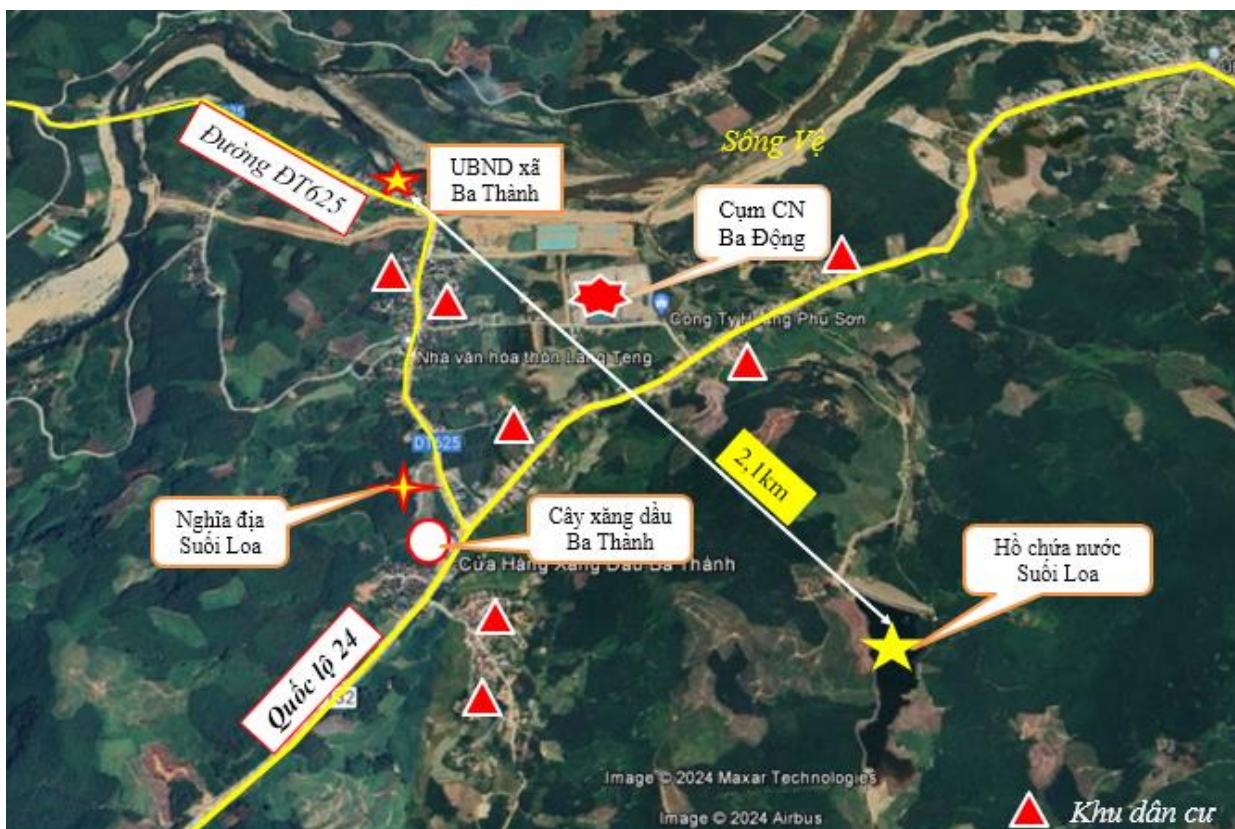 Sông Vệ
Đường ĐT625
UBND xã
Ba Thành
Cụm CN
Ba Động
Công Ty Hoàng Phú Sơn
Nhà văn hóa thôn Làng Teng
DT625
2,1km
Nghĩa địa
Suối Loa
Cây xăng dầu
Ba Thành
Cửa Hàng Xăng Dầu Ba Thành
Hồ chứa nước
Suối Loa
Quốc lộ 24
Image © 2024 Maxar Technologies
Image © 2024 Airbus
Khu dân cư